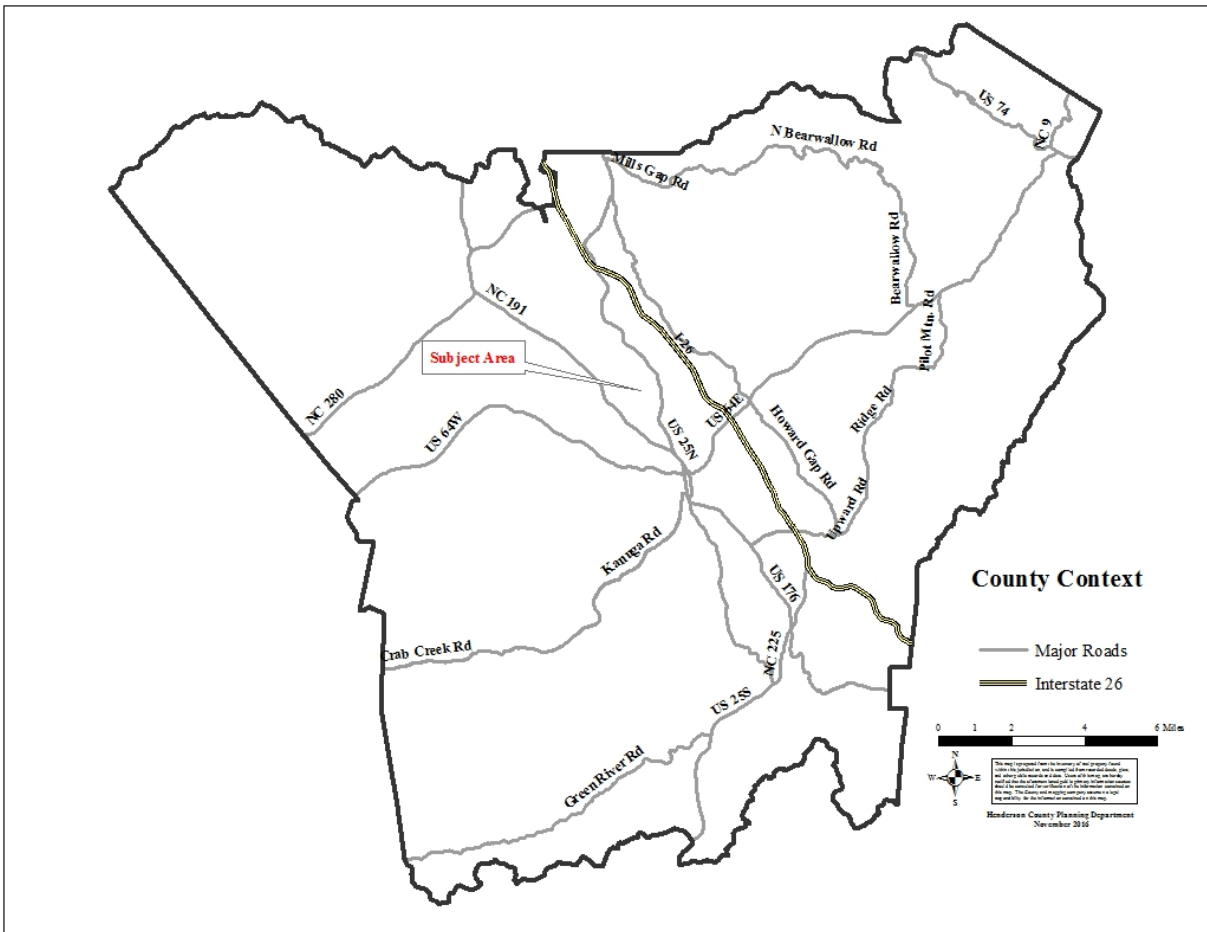 US 74
NC 9
N Bearwallow Rd
Mills Gap Rd
Bearwallow Rd
NC 191
Pilot Mtn. Rd
I-26
Subject Area
NC 280
US 64W
US 64E
Ridge Rd
US 25N
Howard Gap Rd
Upward Rd
Kanuga Rd
US 176
County Context
Crab Creek Rd
NC 225
Major Roads
Interstate 26
US 25S
0 1 2 4 6 Miles
Green River Rd
N
W E
S
Henderson County Planning Department
November 2016